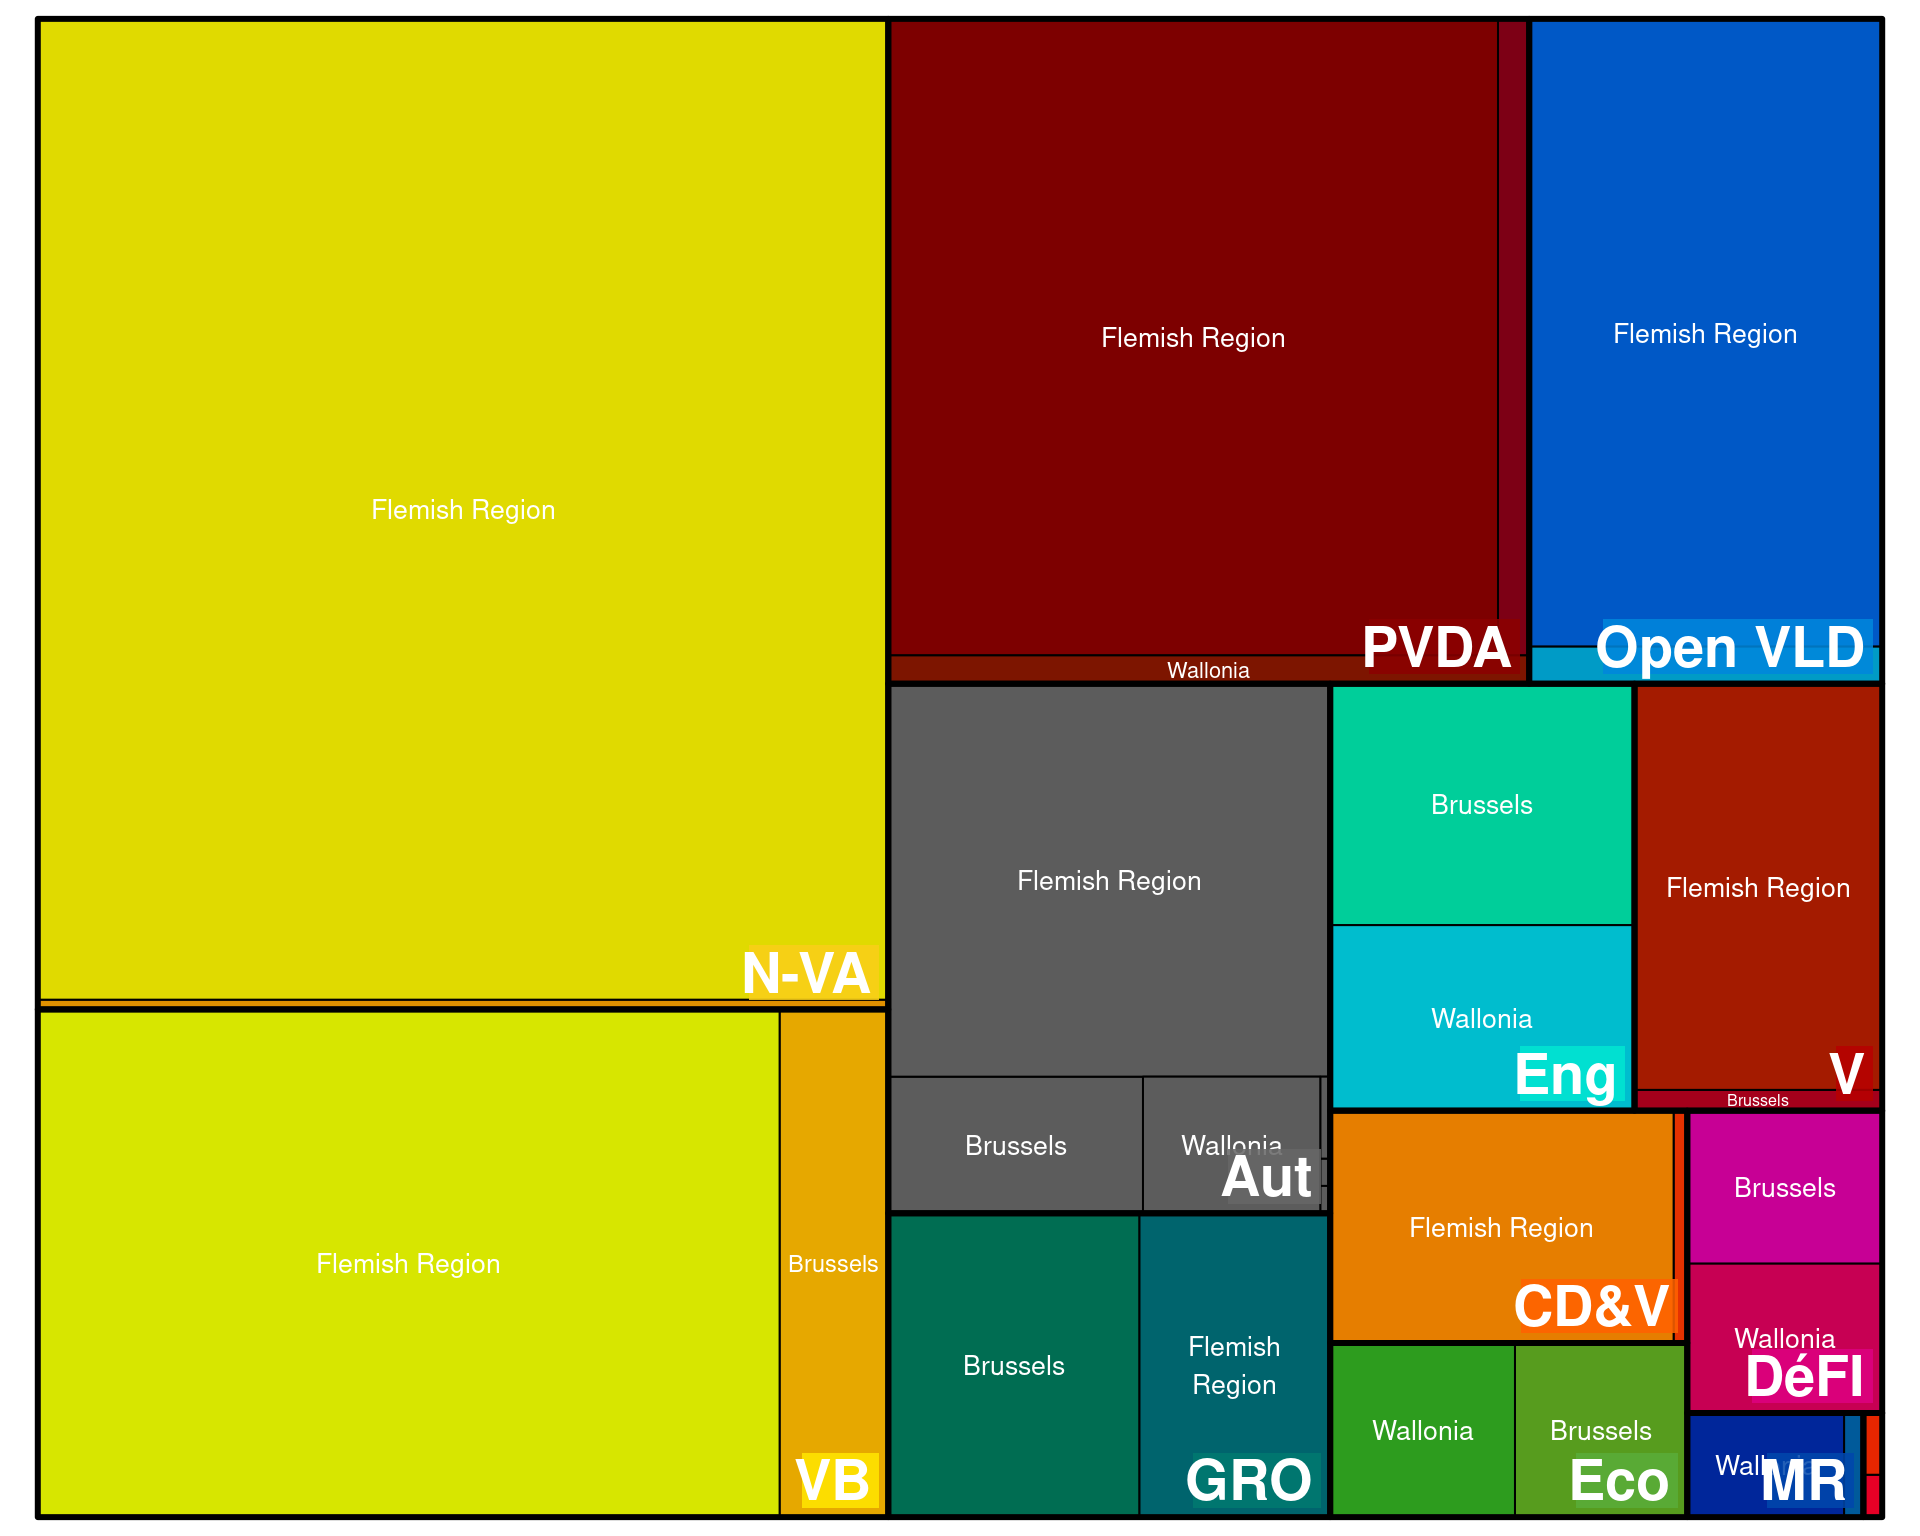 Flemish Region
N-VA
Flemish Region
Brussels
VB
Flemish Region
Wallonia
PVDA
Flemish Region
Open VLD
Flemish Region
Brussels
Wallonia
Aut
Brussels
Flemish
Region
GRO
Brussels
Wallonia
Eng
Flemish Region
Brussels
V
Flemish Region
CD&V
Brussels
Wallonia
DéFI
Wallonia
Brussels
Eco
Wallonia
MR